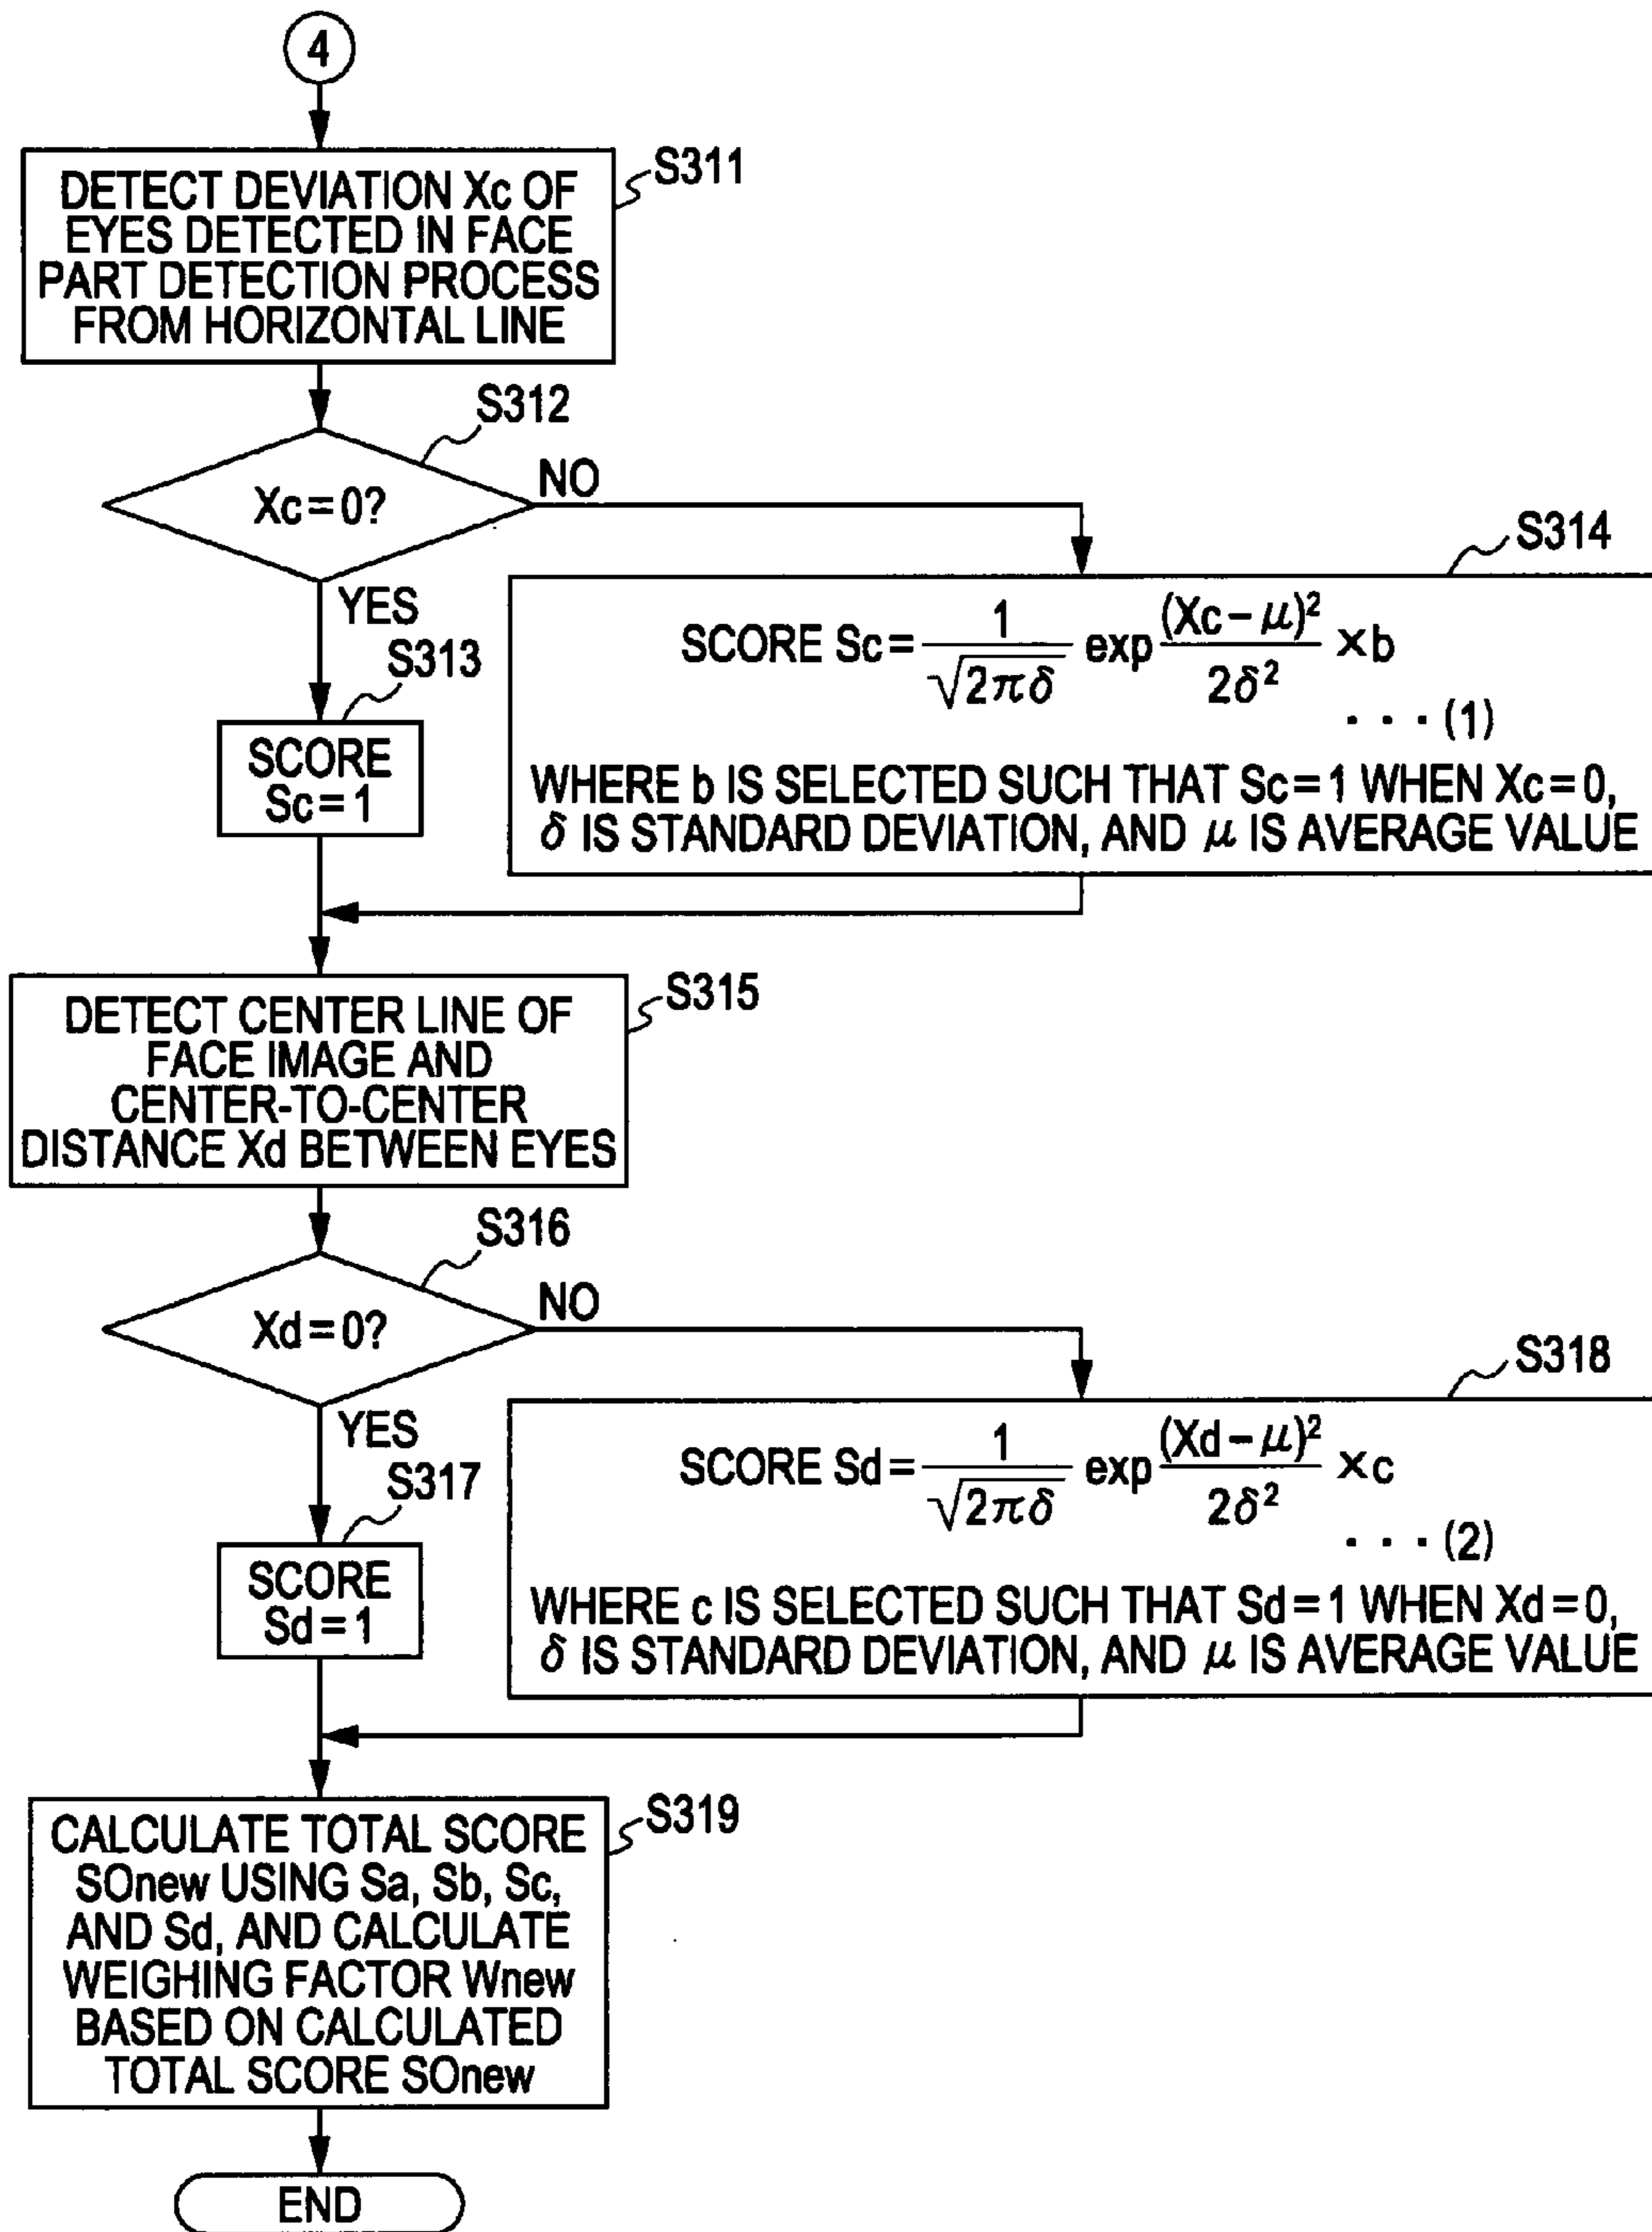 4
DETECT DEVIATION Xc OF
EYES DETECTED IN FACE
PART DETECTION PROCESS
FROM HORIZONTAL LINE
S311
S312
Xc = 0?
NO
YES
S313
SCORE
Sc = 1
S314
SCORE Sc = 1/√2πδ exp (Xc − μ)²/2δ² × b
· · · (1)
WHERE b IS SELECTED SUCH THAT Sc = 1 WHEN Xc = 0,
δ IS STANDARD DEVIATION, AND μ IS AVERAGE VALUE
S315
DETECT CENTER LINE OF
FACE IMAGE AND
CENTER-TO-CENTER
DISTANCE Xd BETWEEN EYES
S316
Xd = 0?
NO
YES
S317
SCORE
Sd = 1
S318
SCORE Sd = 1/√2πδ exp (Xd − μ)²/2δ² × c
· · · (2)
WHERE c IS SELECTED SUCH THAT Sd = 1 WHEN Xd = 0,
δ IS STANDARD DEVIATION, AND μ IS AVERAGE VALUE
S319
CALCULATE TOTAL SCORE
SOnew USING Sa, Sb, Sc,
AND Sd, AND CALCULATE
WEIGHING FACTOR Wnew
BASED ON CALCULATED
TOTAL SCORE SOnew
END